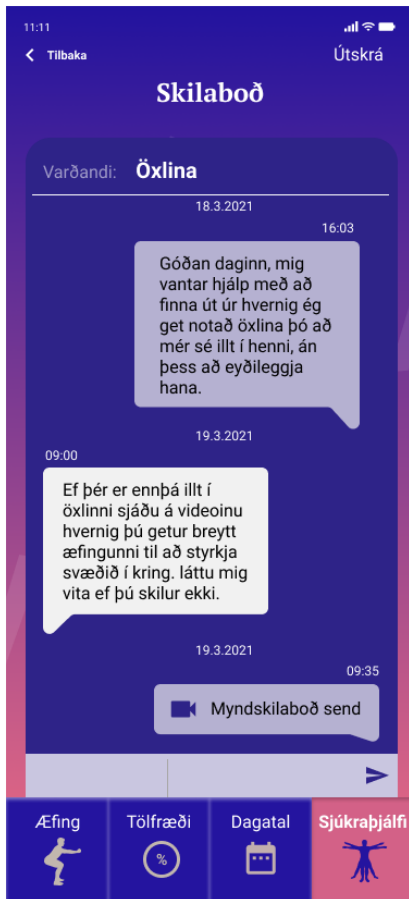 11:11
Tilbaka
Útskrá
Skilaboð
Varðandi: Öxlina
18.3.2021
16:03
Góðan daginn, mig
vantar hjálp með að
finna út úr hvernig ég
get notað öxlina þó að
mér sé illt í henni, án
þess að eyðileggja
hana.
19.3.2021
09:00
Ef þér er ennþá illt í
öxlinni sjáðu á videoinu
hvernig þú getur breytt
æfingunni til að styrkja
svæðið í kring. láttu mig
vita ef þú skilur ekki.
19.3.2021
09:35
Myndskilaboð send
Æfing
Tölfræði
Dagatal
Sjúkraþjálfi
%